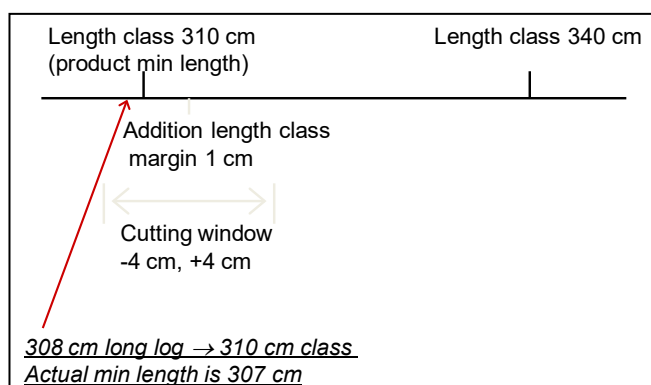 Length class 310 cm
(product min length)
Length class 340 cm
Addition length class
margin 1 cm
Cutting window
-4 cm, +4 cm
308 cm long log → 310 cm class
Actual min length is 307 cm